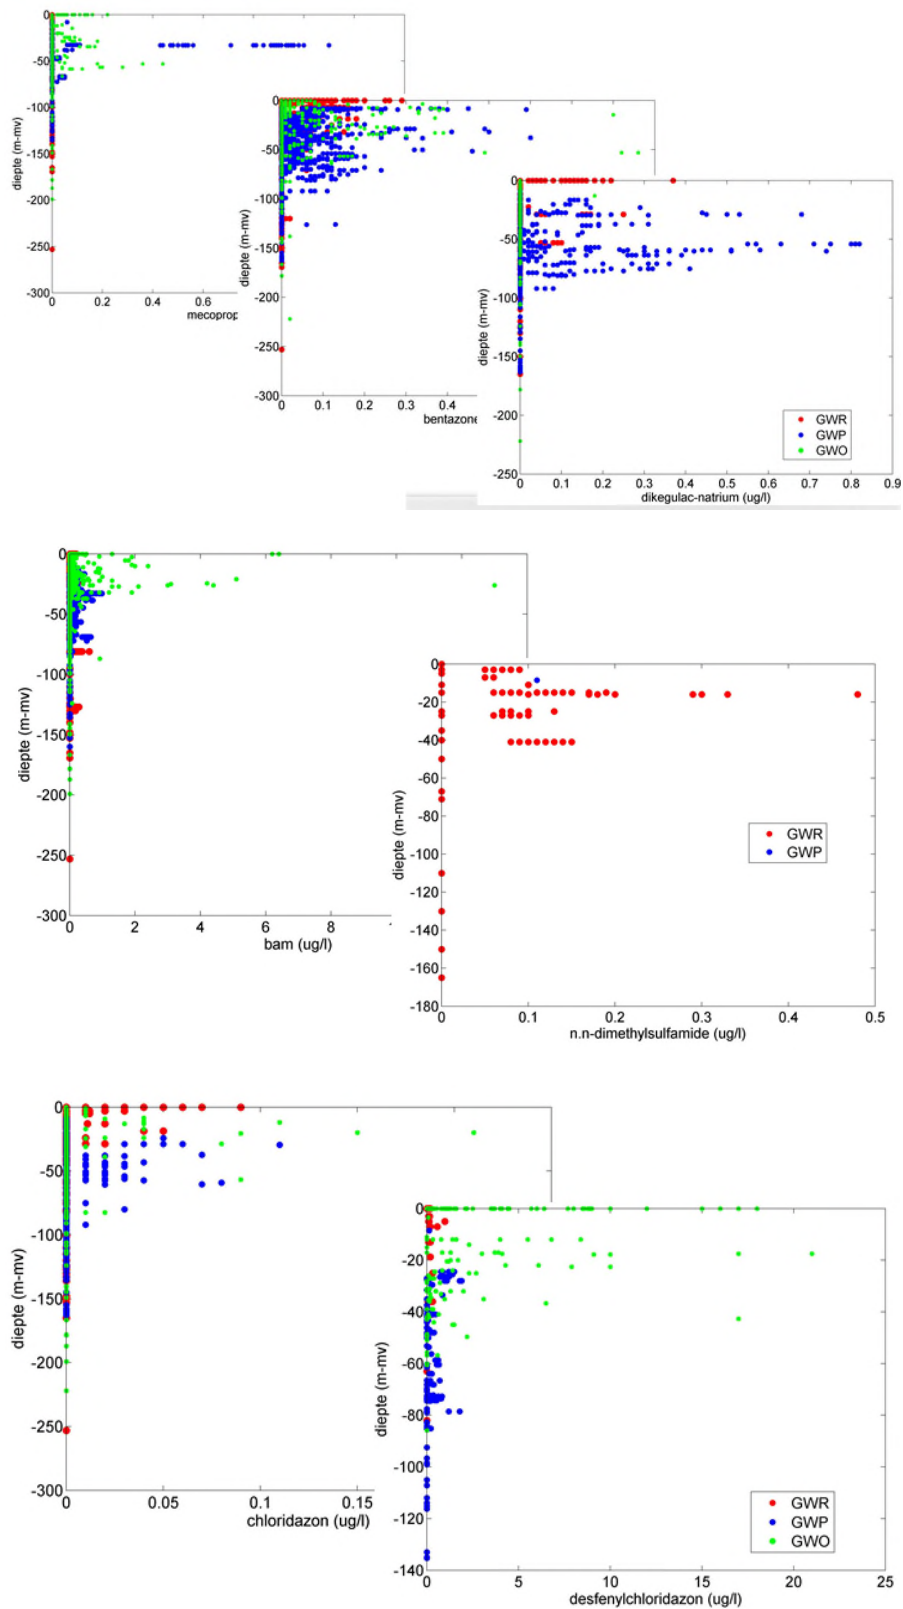 0
-50
-100
-150
-200
-250
-300
diepte (m-mv)
0
0.2
0.4
0.6
mecoprop
0
-50
-100
-150
-200
-250
-300
diepte (m-mv)
0
0.1
0.2
0.3
0.4
bentazone
0
-50
-100
-150
-200
-250
diepte (m-mv)
GWR
GWP
GWO
0 0.1 0.2 0.3 0.4 0.5 0.6 0.7 0.8 0.9
dikegulac-natrium (ug/l)
0
-50
-100
-150
-200
-250
-300
diepte (m-mv)
0 2 4 6 8
bam (ug/l)
0
-20
-40
-60
-80
-100
-120
-140
-160
-180
diepte (m-mv)
GWR
GWP
0 0.1 0.2 0.3 0.4 0.5
n.n-dimethylsulfamide (ug/l)
0
-50
-100
-150
-200
-250
-300
diepte (m-mv)
0 0.05 0.1 0.15
chloridazon (ug/l)
0
-20
-40
-60
-80
-100
-120
-140
diepte (m-mv)
GWR
GWP
GWO
0 5 10 15 20 25
desfenylchloridazon (ug/l)